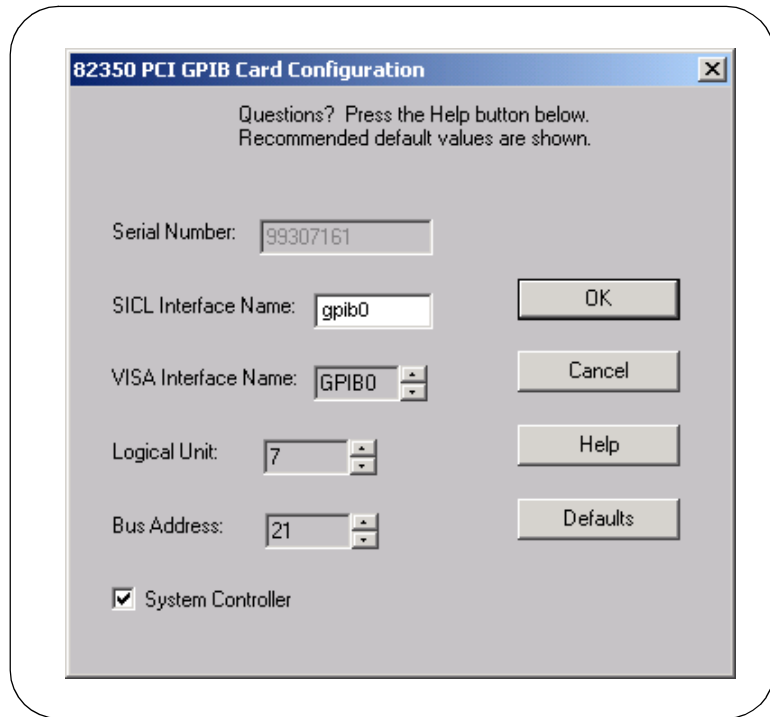 82350 PCI GPIB Card Configuration
Questions? Press the Help button below.
Recommended default values are shown.
Serial Number: 99307161
SICL Interface Name: gpib0
OK
VISA Interface Name: GPIB0
Cancel
Logical Unit: 7
Help
Bus Address: 21
Defaults
System Controller